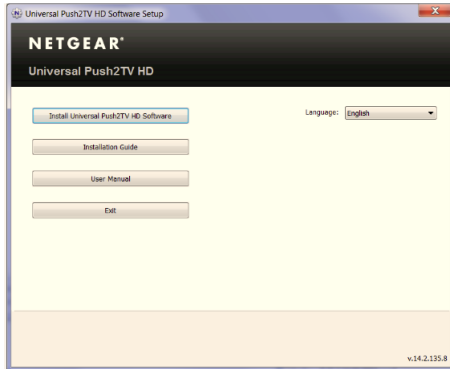 Universal Push2TV HD Software Setup
NETGEAR®
Universal Push2TV HD
Install Universal Push2TV HD Software
Language: English
Installation Guide
User Manual
Exit
v.14.2.135.8